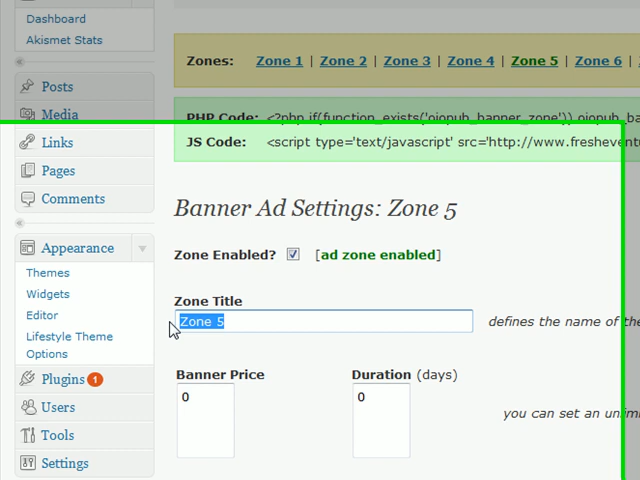 Dashboard
Akismet Stats
Posts
Media
Links
Pages
Comments
Appearance
Themes
Widgets
Editor
Lifestyle Theme
Options
Plugins 1
Users
Tools
Settings
Zones: Zone 1 | Zone 2 | Zone 3 | Zone 4 | Zone 5 | Zone 6 |
PHP Code: <?php if(function_exists('oiopub_banner_zone')) oiopub_ba
JS Code: <script type='text/javascript' src='http://www.freshevent
Banner Ad Settings: Zone 5
Zone Enabled? [ad zone enabled]
Zone Title
Zone 5 defines the name of the
Banner Price Duration (days)
0 0
you can set an unlim